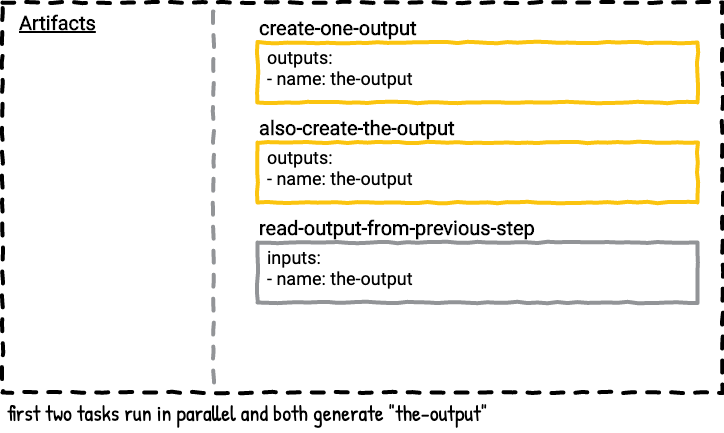 Artifacts
create-one-output
outputs:
- name: the-output
also-create-the-output
outputs:
- name: the-output
read-output-from-previous-step
inputs:
- name: the-output
first two tasks run in parallel and both generate "the-output"